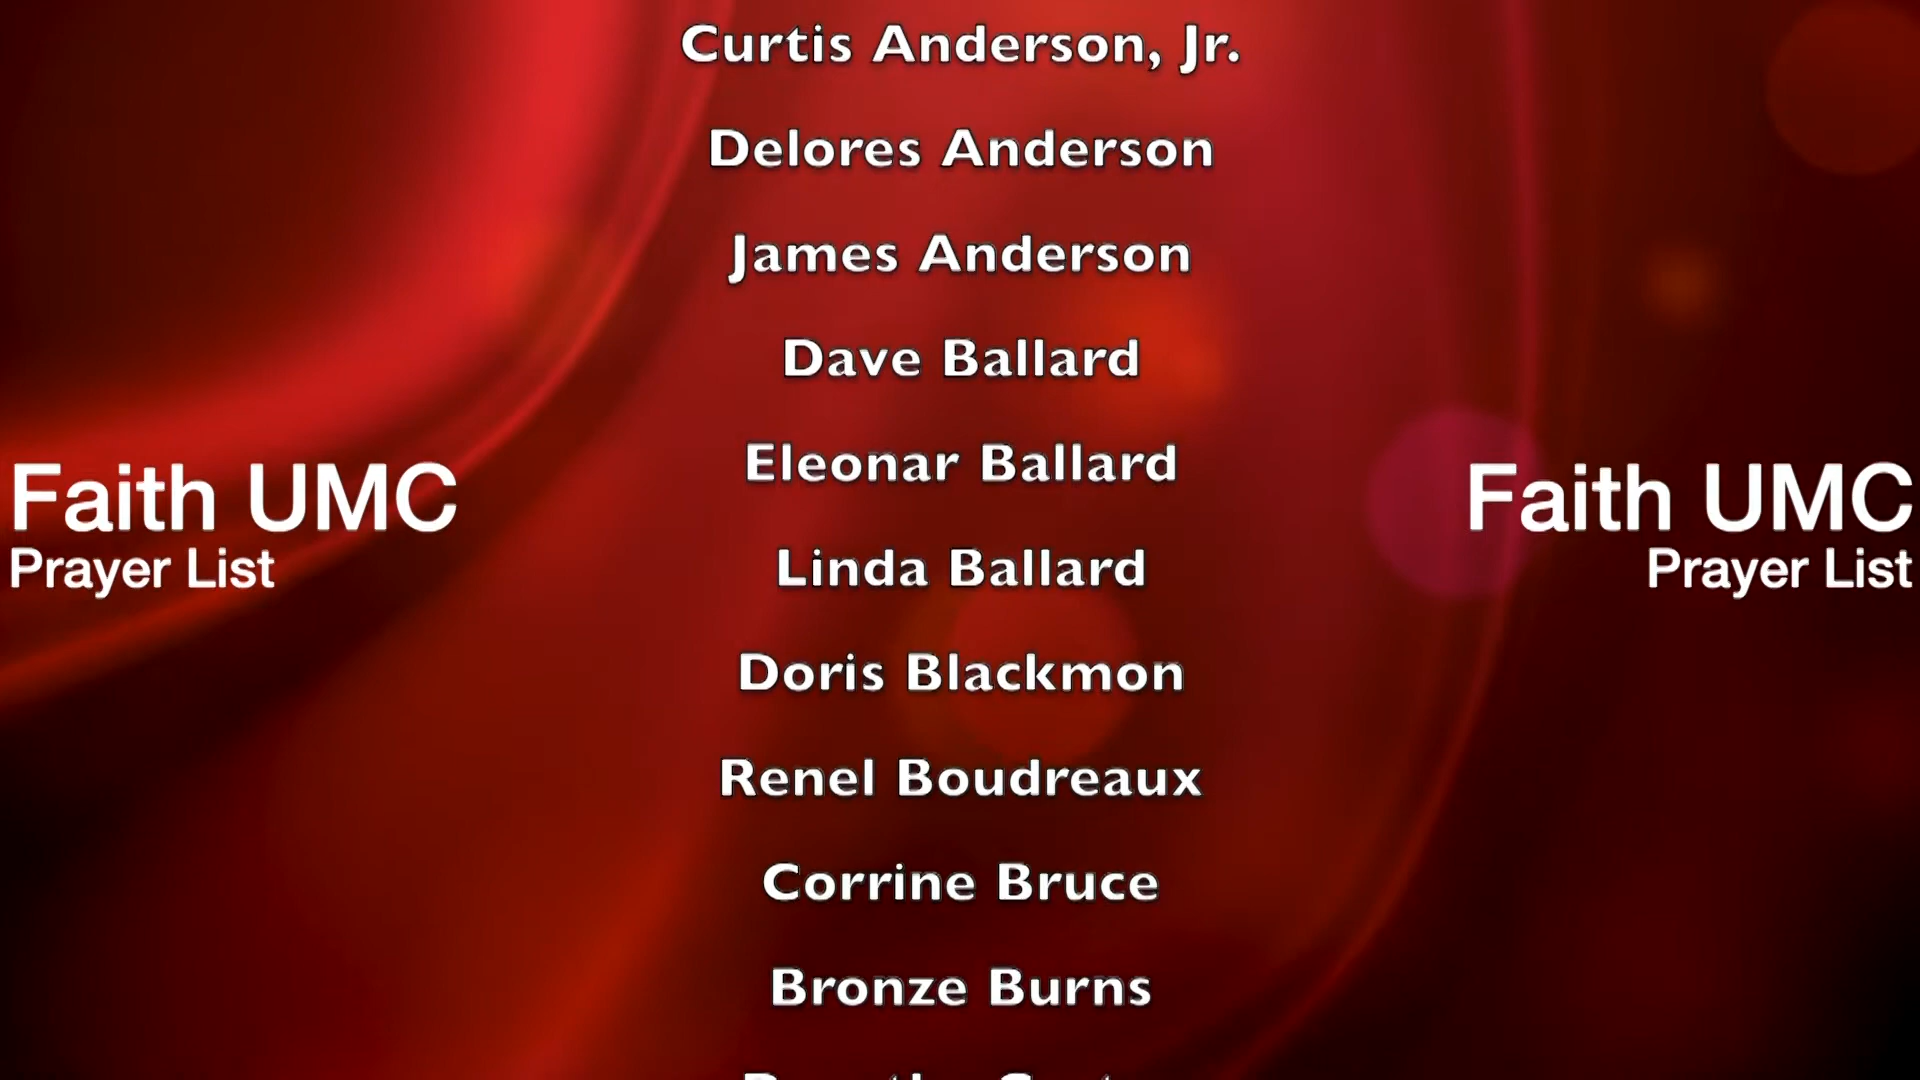 Curtis Anderson, Jr.
Delores Anderson
James Anderson
Dave Ballard
Eleonar Ballard
Faith UMC
Prayer List
Faith UMC
Prayer List
Linda Ballard
Doris Blackmon
Renel Boudreaux
Corrine Bruce
Bronze Burns